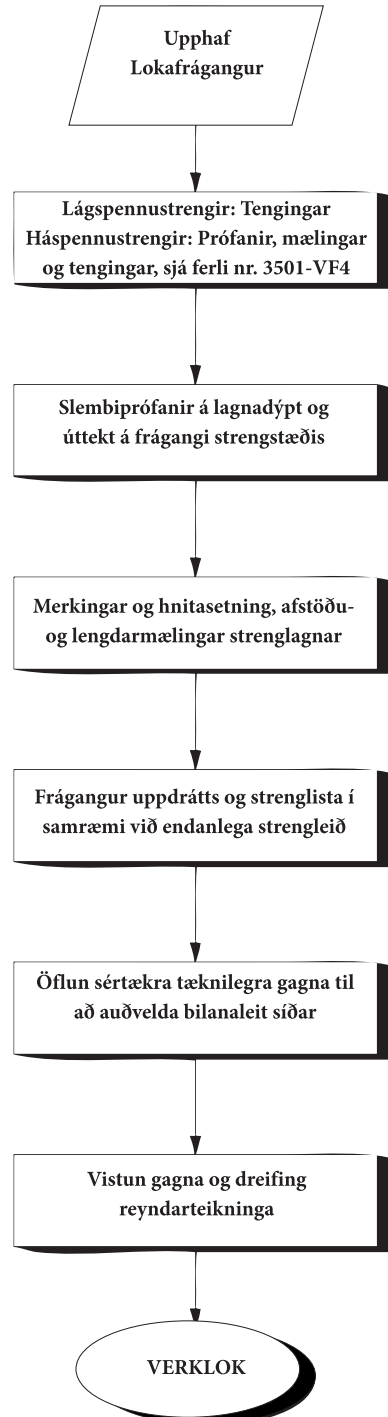 Upphaf
Lokafrágangur
Lágspennustrengir: Tengingar
Háspennustrengir: Prófanir, mælingar
og tengingar, sjá ferli nr. 3501-VF4
Slembiprófanir á lagnadýpt og
úttekt á frágangi strengstæðis
Merkingar og hnitasetning, afstöðu-
og lengdarmælingar strenglagnar
Frágangur uppdrátts og strenglista í
samræmi við endanlega strengleið
Öflun sértækra tæknilegra gagna til
að auðvelda bilanaleit síðar
Vistun gagna og dreifing
reyndarteikninga
VERKLOK